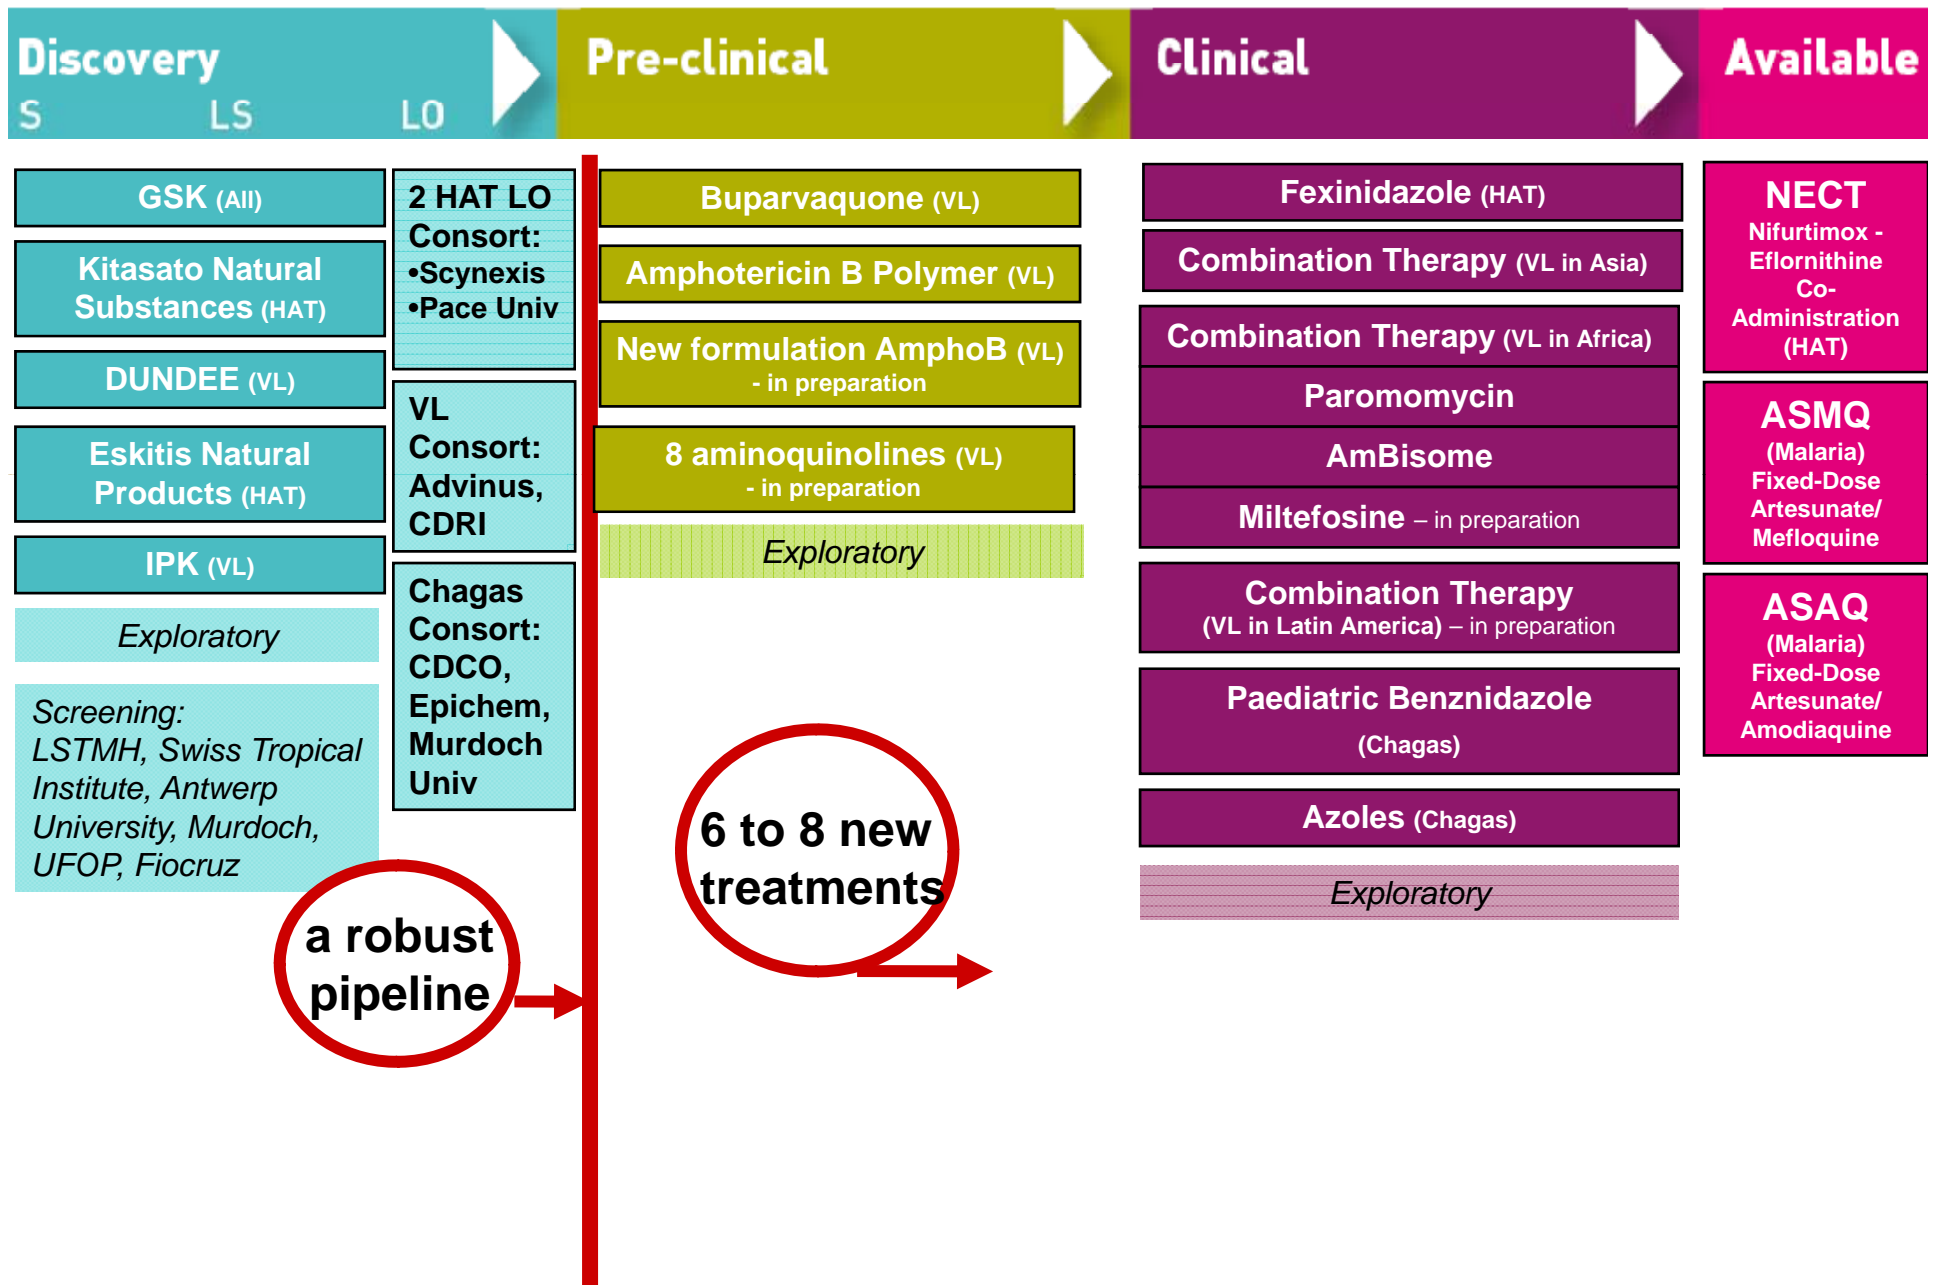 Discovery
S LS LO
Pre-clinical
Clinical
Available
GSK (All)
Kitasato Natural
Substances (HAT)
DUNDEE (VL)
Eskitis Natural
Products (HAT)
IPK (VL)
Exploratory
Screening:
LSTMH, Swiss Tropical
Institute, Antwerp
University, Murdoch,
UFOP, Fiocruz
2 HAT LO
Consort:
•Scynexis
•Pace Univ
VL
Consort:
Advinus,
CDRI
Chagas
Consort:
CDCO,
Epichem,
Murdoch
Univ
a robust
pipeline
Buparvaquone (VL)
Amphotericin B Polymer (VL)
New formulation AmphoB (VL)
- in preparation
8 aminoquinolines (VL)
- in preparation
Exploratory
6 to 8 new
treatments
Fexinidazole (HAT)
Combination Therapy (VL in Asia)
Combination Therapy (VL in Africa)
Paromomycin
AmBisome
Miltefosine – in preparation
Combination Therapy
(VL in Latin America) – in preparation
Paediatric Benznidazole
(Chagas)
Azoles (Chagas)
Exploratory
NECT
Nifurtimox -
Eflornithine
Co-
Administration
(HAT)
ASMQ
(Malaria)
Fixed-Dose
Artesunate/
Mefloquine
ASAQ
(Malaria)
Fixed-Dose
Artesunate/
Amodiaquine